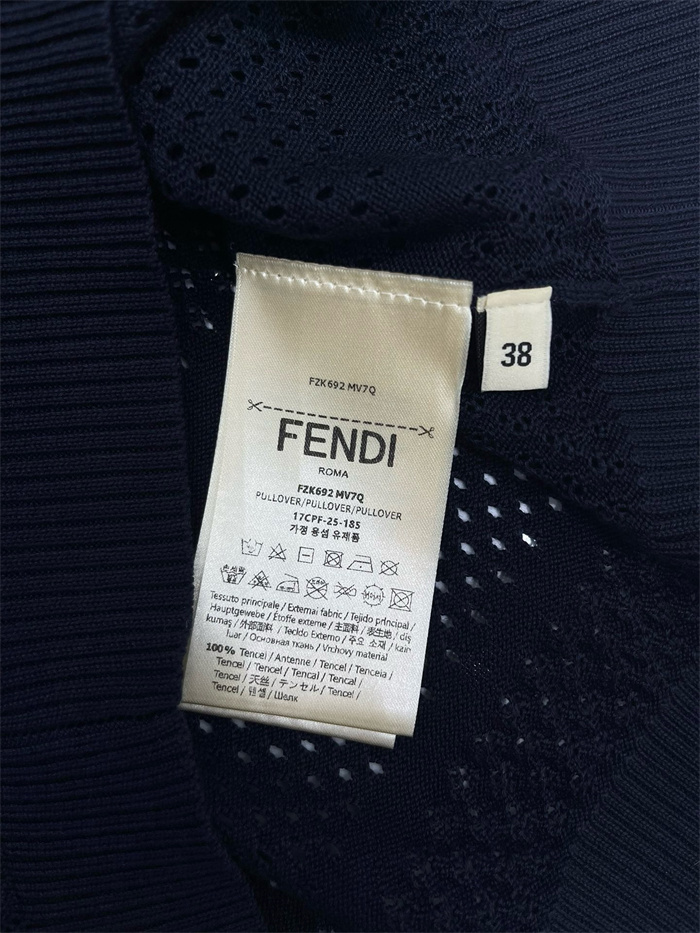 FZK692 MV7Q
FENDI
ROMA
FZK692 MV7Q
PULLOVER/PULLOVER/PULLOVER
17CPF-25-185
가정 용섬 유제품
Tessuto principale / External fabric / Tejido principal /
Hauptgewebe / Étoffe externe / 主面料 / 表生地 / dış
kumaş / 外部面料 / Tecido Externo / 주요 소재 / kain
luar / Основная ткань / Vrchovy material
100% Tencel / Antenne / Tencel / Tenceia /
Tencel / Tencel / Tencal / Tencal /
Tencel / 天丝 / テンセル / Tencel /
Tencel / 텐셀 / Шелк
38